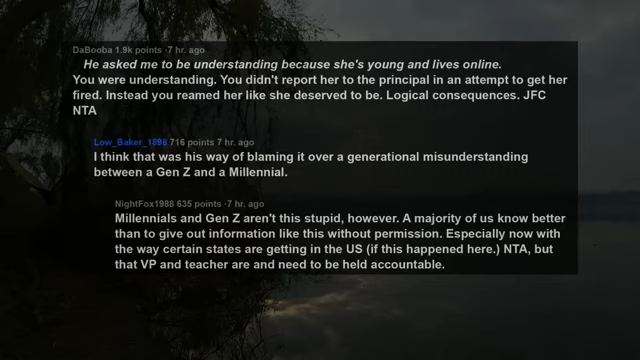 DaBooba 1.9k points · 7 hr. ago
He asked me to be understanding because she's young and lives online.
You were understanding. You didn't report her to the principal in an attempt to get her
fired. Instead you reamed her like she deserved to be. Logical consequences. JFC
NTA
Low_Baker_1896 716 points 7 hr. ago
I think that was his way of blaming it over a generational misunderstanding
between a Gen Z and a Millennial.
NightFox1988 635 points · 7 hr. ago
Millennials and Gen Z aren't this stupid, however. A majority of us know better
than to give out information like this without permission. Especially now with
the way certain states are getting in the US (if this happened here.) NTA, but
that VP and teacher are and need to be held accountable.